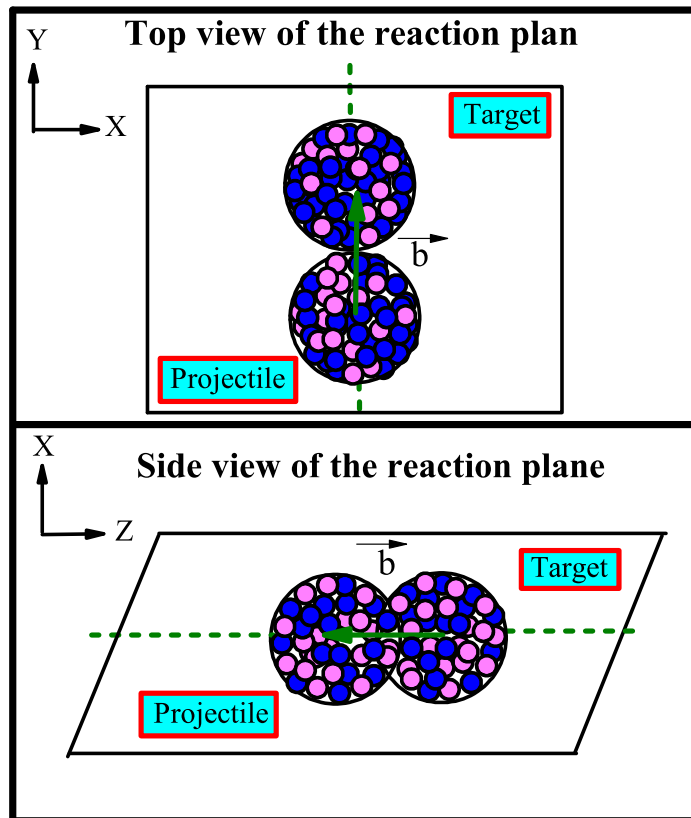 Top view of the reaction plan
Y
X
Target
b
Projectile
Side view of the reaction plane
X
Z
b
Target
Projectile